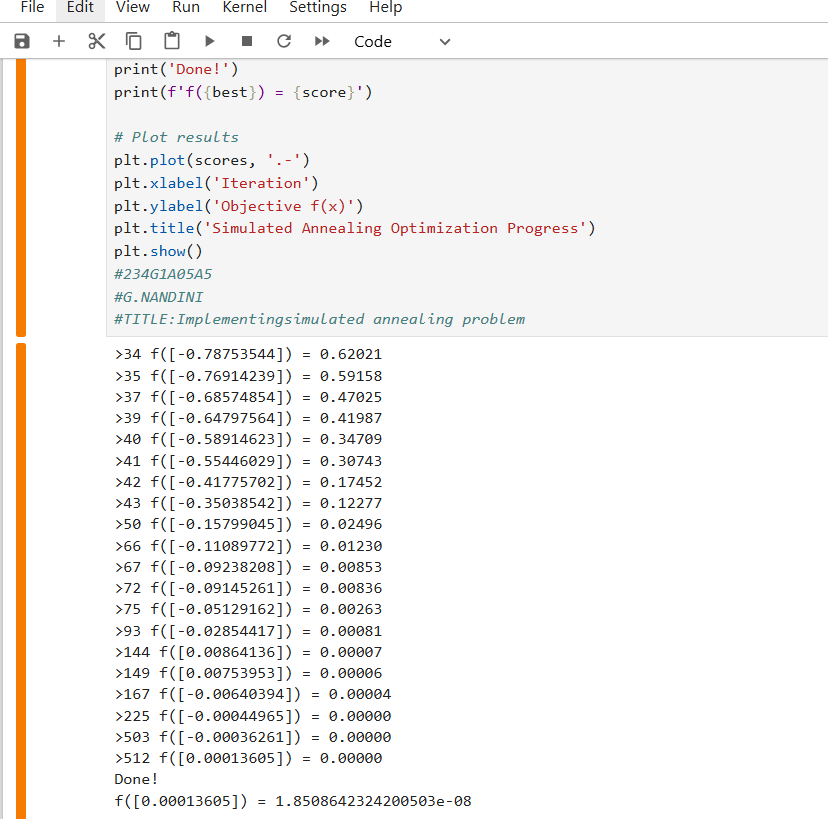 File Edit View Run Kernel Settings Help
Code
print('Done!')
print(f'f({best}) = {score}')
# Plot results
plt.plot(scores, '.-')
plt.xlabel('Iteration')
plt.ylabel('Objective f(x)')
plt.title('Simulated Annealing Optimization Progress')
plt.show()
#234G1A05A5
#G.NANDINI
#TITLE:Implementingsimulated annealing problem
>34 f([-0.78753544]) = 0.62021
>35 f([-0.76914239]) = 0.59158
>37 f([-0.68574854]) = 0.47025
>39 f([-0.64797564]) = 0.41987
>40 f([-0.58914623]) = 0.34709
>41 f([-0.55446029]) = 0.30743
>42 f([-0.41775702]) = 0.17452
>43 f([-0.35038542]) = 0.12277
>50 f([-0.15799045]) = 0.02496
>66 f([-0.11089772]) = 0.01230
>67 f([-0.09238208]) = 0.00853
>72 f([-0.09145261]) = 0.00836
>75 f([-0.05129162]) = 0.00263
>93 f([-0.02854417]) = 0.00081
>144 f([0.00864136]) = 0.00007
>149 f([0.00753953]) = 0.00006
>167 f([-0.00640394]) = 0.00004
>225 f([-0.00044965]) = 0.00000
>503 f([-0.00036261]) = 0.00000
>512 f([0.00013605]) = 0.00000
Done!
f([0.00013605]) = 1.8508642324200503e-08